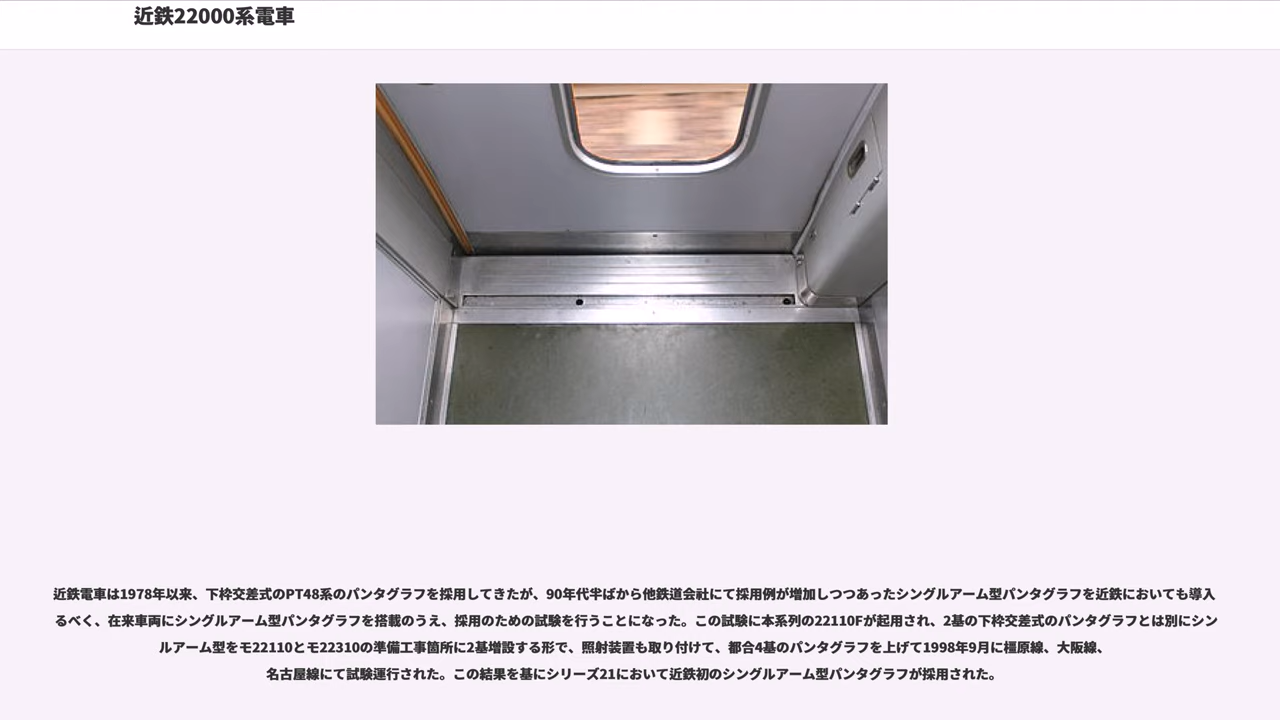 近鉄22000系電車
近鉄電車は1978年以来、下枠交差式のPT48系のパンタグラフを採用してきたが、90年代半ばから他鉄道会社にて採用例が増加しつつあったシングルアーム型パンタグラフを近鉄においても導入
るべく、在来車両にシングルアーム型パンタグラフを搭載のうえ、採用のための試験を行うことになった。この試験に本系列の22110Fが起用され、2基の下枠交差式のパンタグラフとは別にシン
ルアーム型をモ22110とモ22310の準備工事箇所に2基増設する形で、照射装置も取り付けて、都合4基のパンタグラフを上げて1998年9月に橿原線、大阪線、
名古屋線にて試験運行された。この結果を基にシリーズ21において近鉄初のシングルアーム型パンタグラフが採用された。